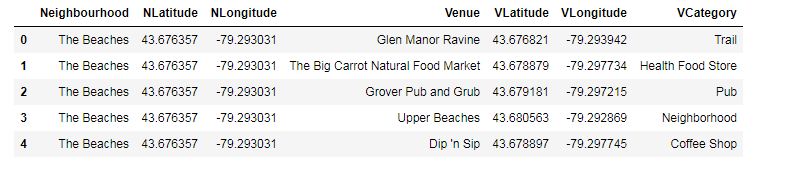 Neighbourhood NLatitude NLongitude Venue VLatitude VLongitude VCategory
0 The Beaches 43.676357 -79.293031 Glen Manor Ravine 43.676821 -79.293942 Trail
1 The Beaches 43.676357 -79.293031 The Big Carrot Natural Food Market 43.678879 -79.297734 Health Food Store
2 The Beaches 43.676357 -79.293031 Grover Pub and Grub 43.679181 -79.297215 Pub
3 The Beaches 43.676357 -79.293031 Upper Beaches 43.680563 -79.292869 Neighborhood
4 The Beaches 43.676357 -79.293031 Dip 'n Sip 43.678897 -79.297745 Coffee Shop